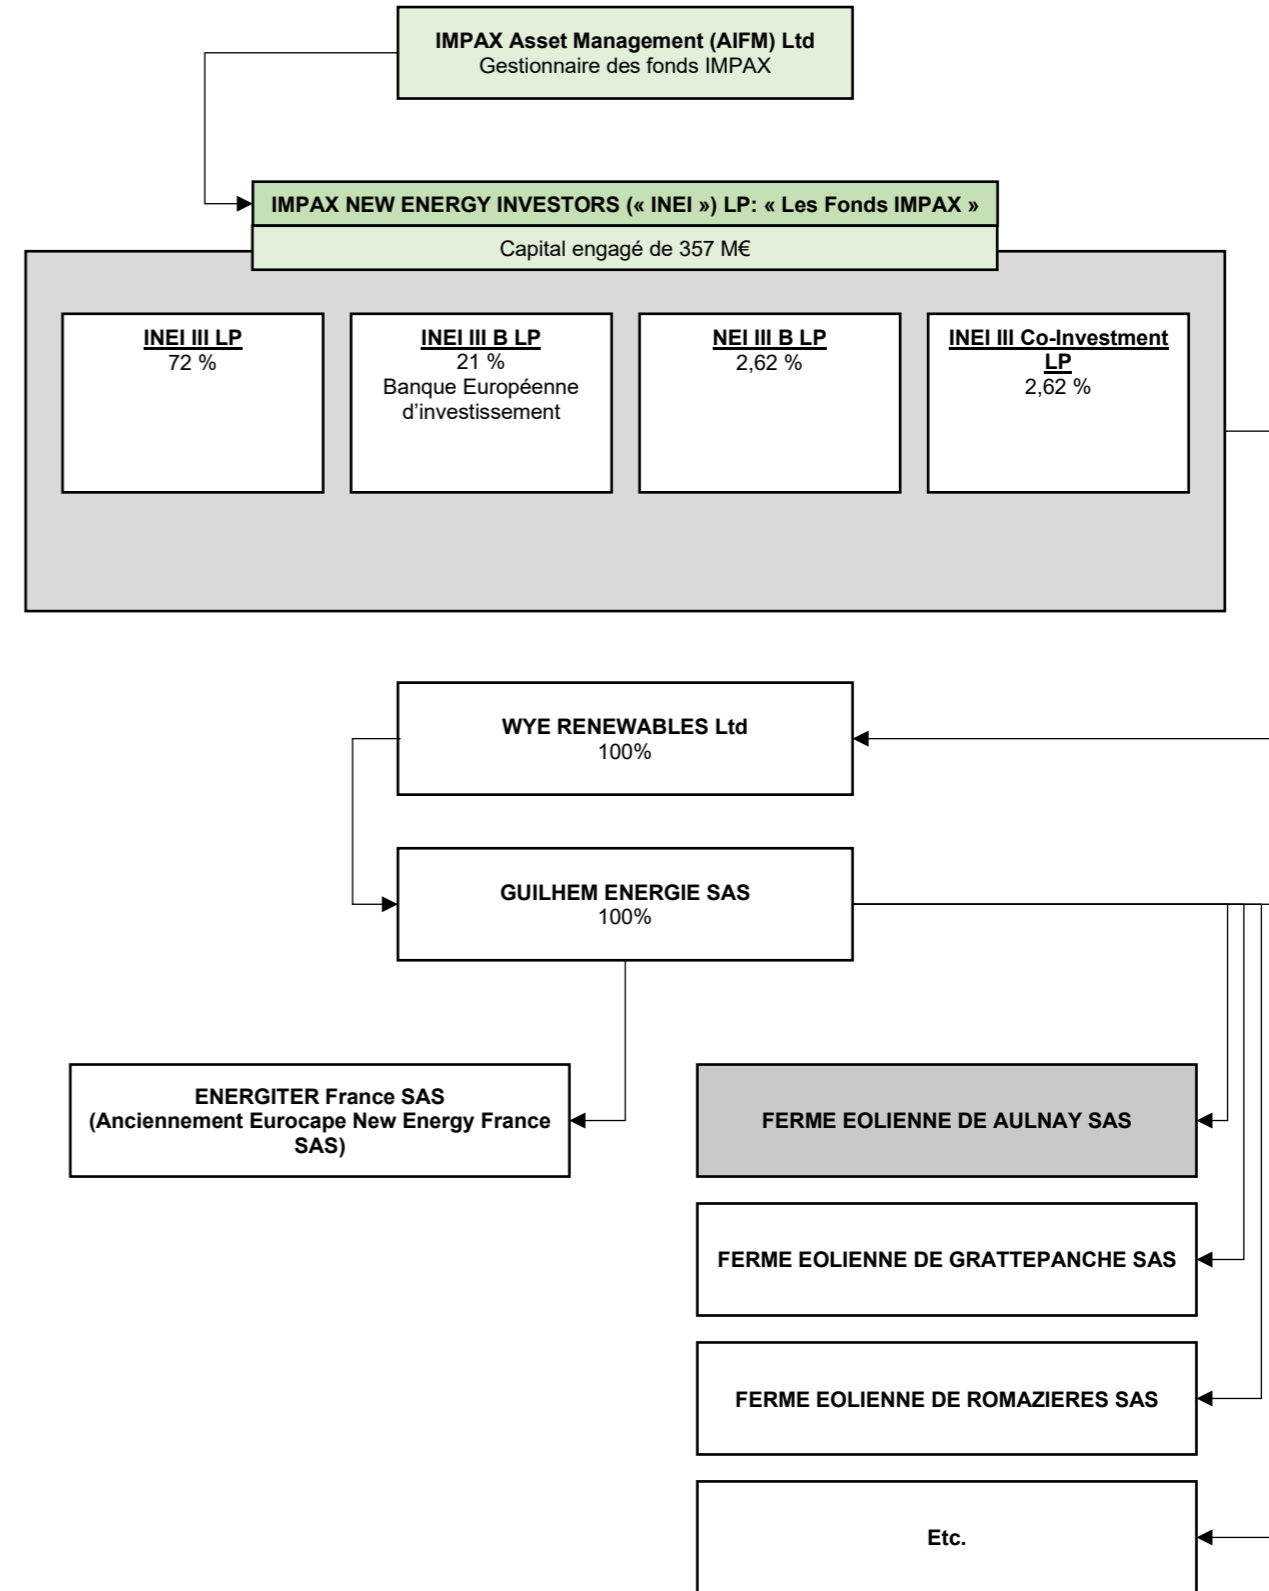 IMPAX Asset Management (AIFM) Ltd
Gestionnaire des fonds IMPAX
IMPAX NEW ENERGY INVESTORS (« INEI ») LP: « Les Fonds IMPAX »
Capital engagé de 357 M€
INEI III LP
72 %
INEI III B LP
21 %
Banque Européenne
d’investissement
NEI III B LP
2,62 %
INEI III Co-Investment
LP
2,62 %
WYE RENEWABLES Ltd
100%
GUILHEM ENERGIE SAS
100%
ENERGITER France SAS
(Anciennement Eurocape New Energy France
SAS)
FERME EOLIENNE DE AULNAY SAS
FERME EOLIENNE DE GRATTEPANCHE SAS
FERME EOLIENNE DE ROMAZIERES SAS
Etc.